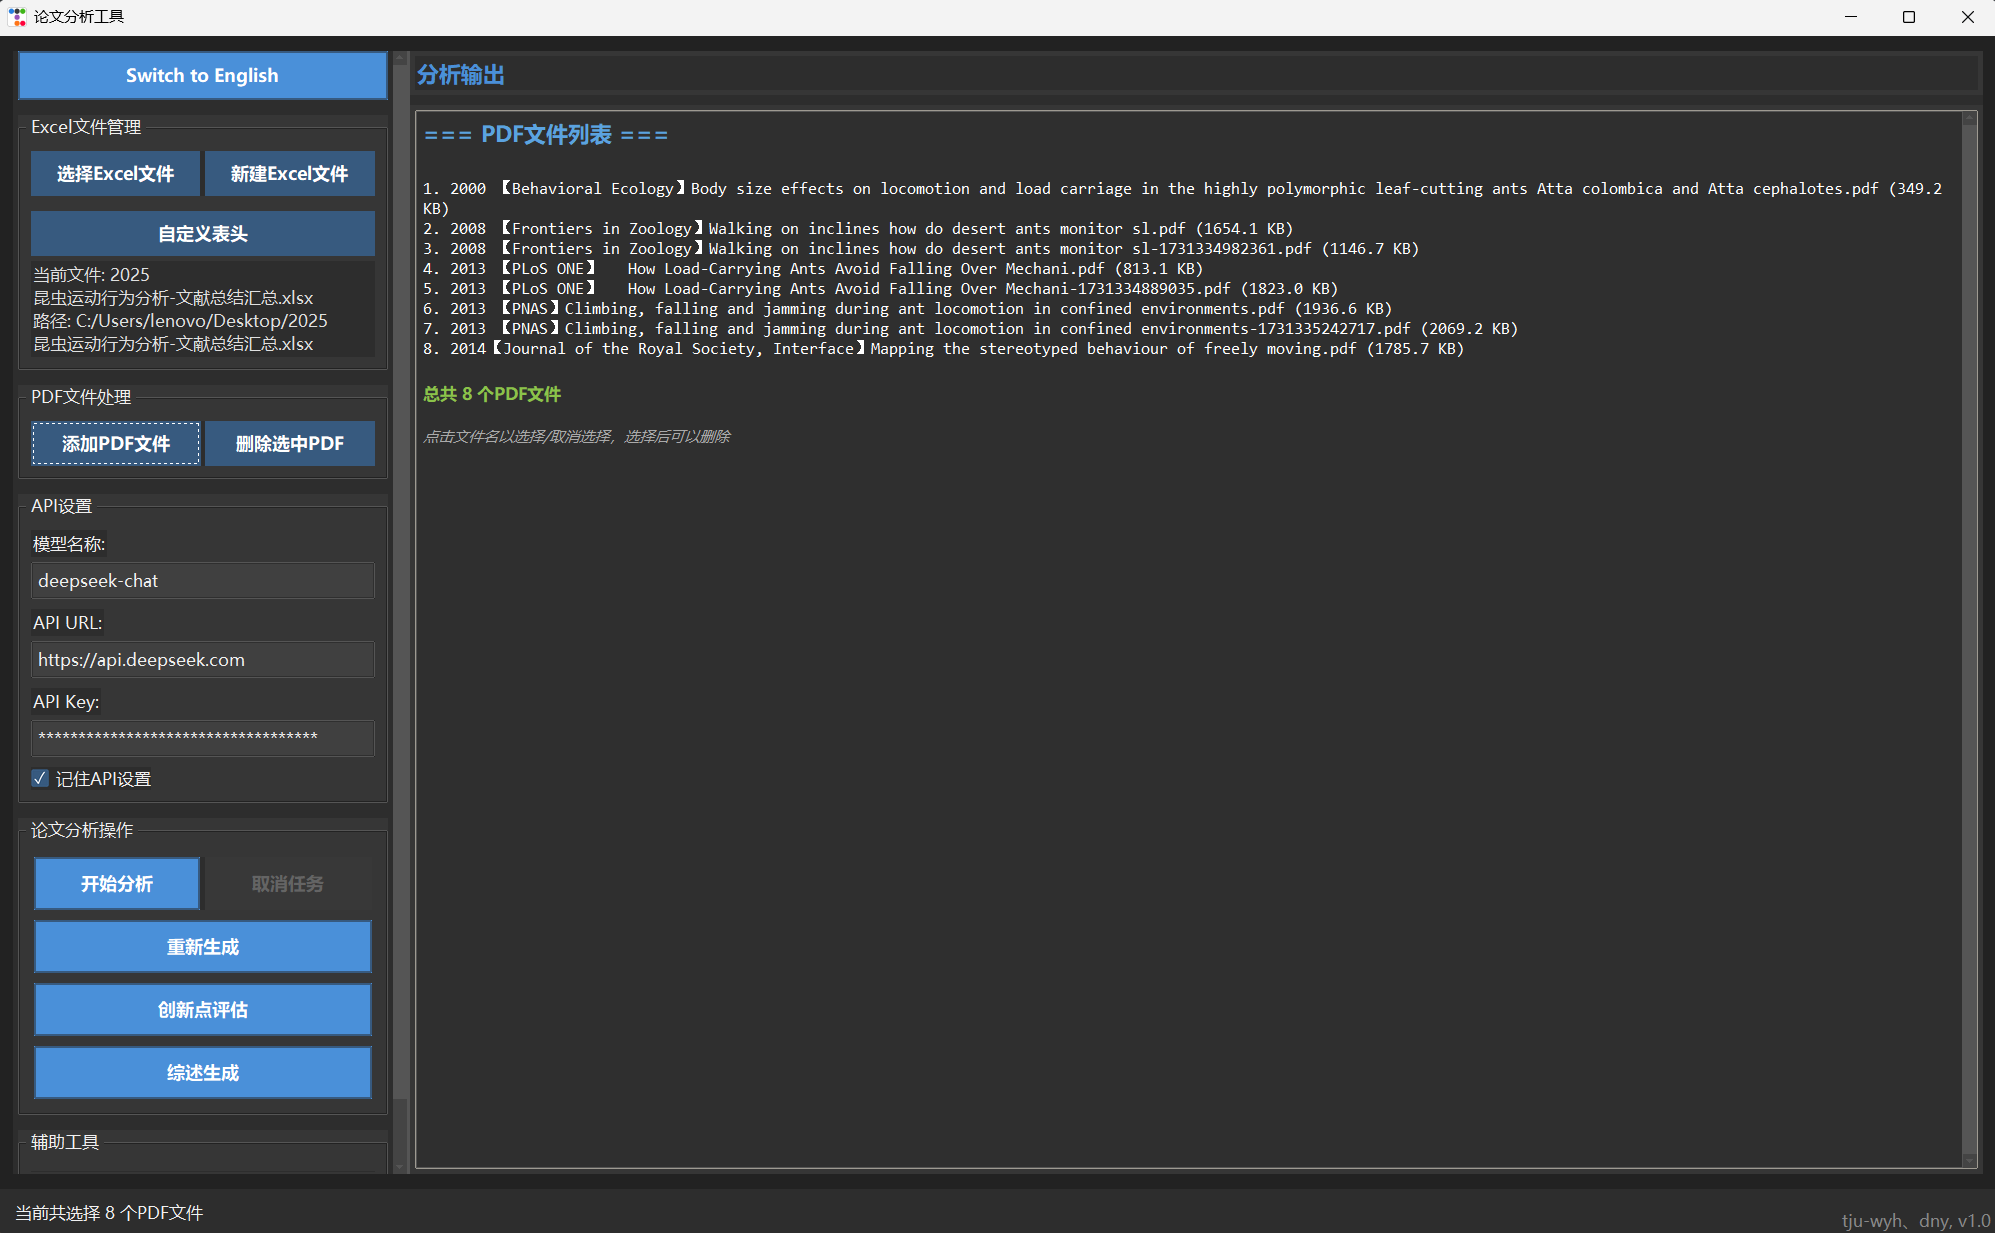 论文分析工具
Switch to English
Excel文件管理
选择Excel文件
新建Excel文件
自定义表头
当前文件: 2025
昆虫运动行为分析-文献总结汇总.xlsx
路径: C:/Users/lenovo/Desktop/2025
昆虫运动行为分析-文献总结汇总.xlsx
PDF文件处理
添加PDF文件
删除选中PDF
API设置
模型名称:
deepseek-chat
API URL:
https://api.deepseek.com
API Key:
***********************************
记住API设置
论文分析操作
开始分析
取消任务
重新生成
创新点评估
综述生成
辅助工具
分析输出
=== PDF文件列表 ===
1. 2000 【Behavioral Ecology】Body size effects on locomotion and load carriage in the highly polymorphic leaf-cutting ants Atta colombica and Atta cephalotes.pdf (349.2
KB)
2. 2008 【Frontiers in Zoology】Walking on inclines how do desert ants monitor sl.pdf (1654.1 KB)
3. 2008 【Frontiers in Zoology】Walking on inclines how do desert ants monitor sl-1731334982361.pdf (1146.7 KB)
4. 2013 【PLoS ONE】  How Load-Carrying Ants Avoid Falling Over Mechani.pdf (813.1 KB)
5. 2013 【PLoS ONE】  How Load-Carrying Ants Avoid Falling Over Mechani-1731334889035.pdf (1823.0 KB)
6. 2013 【PNAS】Climbing, falling and jamming during ant locomotion in confined environments.pdf (1936.6 KB)
7. 2013 【PNAS】Climbing, falling and jamming during ant locomotion in confined environments-1731335242717.pdf (2069.2 KB)
8. 2014【Journal of the Royal Society, Interface】Mapping the stereotyped behaviour of freely moving.pdf (1785.7 KB)
总共 8 个PDF文件
点击文件名以选择/取消选择，选择后可以删除
当前共选择 8 个PDF文件
tju-wyh、dny, v1.0